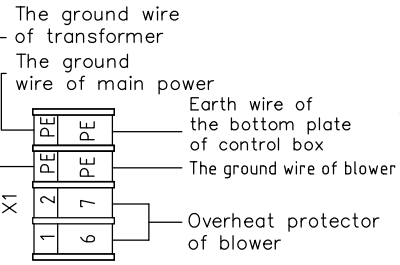 The ground wire
of transformer
The ground
wire of main power
Earth wire of
the bottom plate
of control box
The ground wire of blower
Overheat protector
of blower
X1
PE PE
PE PE
2 7
1 6